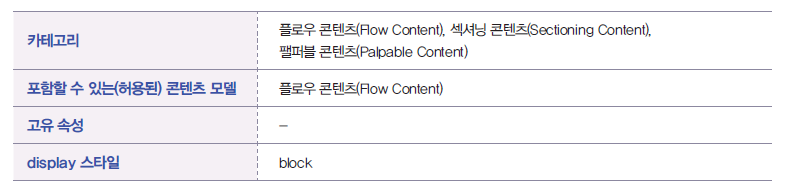 카테고리
플로우 콘텐츠(Flow Content), 섹셔닝 콘텐츠(Sectioning Content),
팰퍼블 콘텐츠(Palpable Content)
포함할 수 있는(허용된) 콘텐츠 모델
플로우 콘텐츠(Flow Content)
고유 속성
–
display 스타일
block